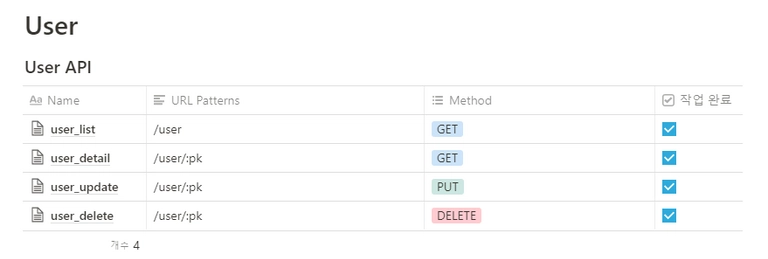 User
User API
Aa Name URL Patterns Method 작업 완료
user_list /user GET
user_detail /user/:pk GET
user_update /user/:pk PUT
user_delete /user/:pk DELETE
개수 4